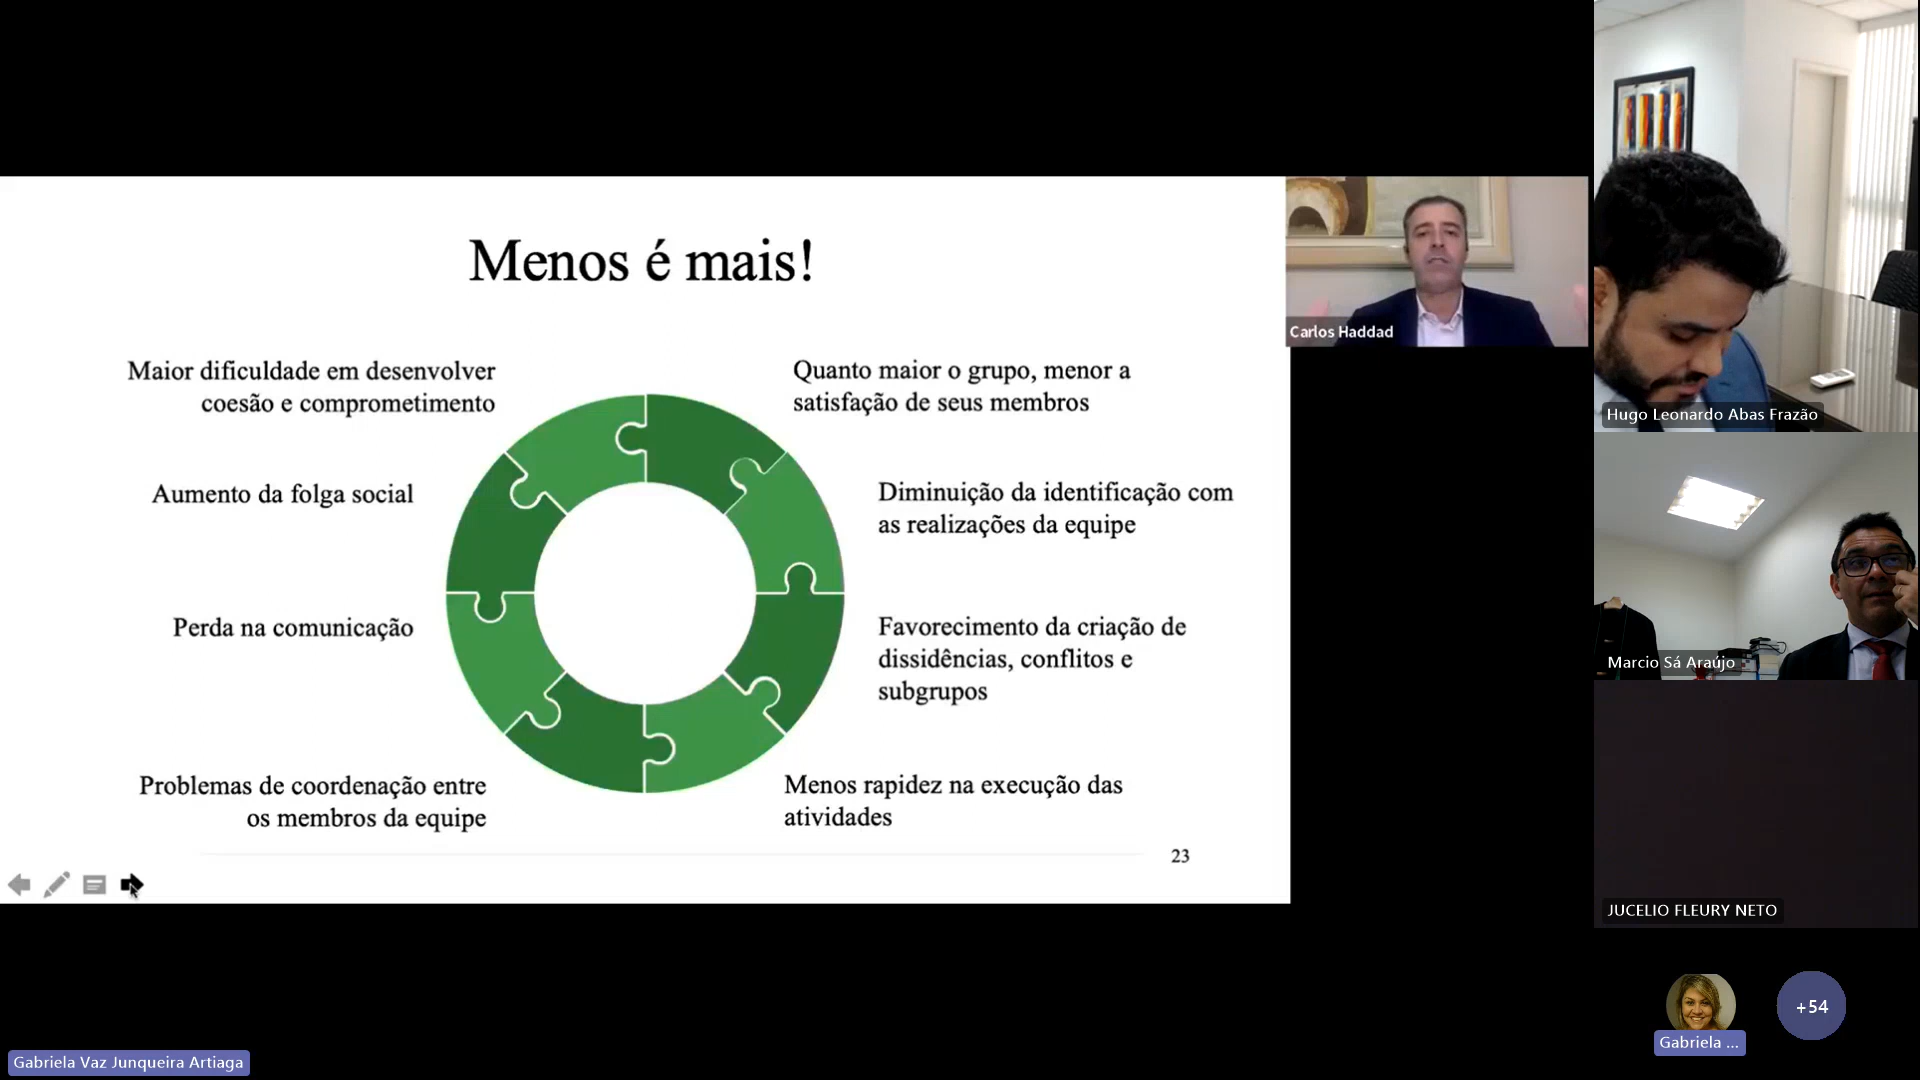 Menos é mais!
Maior dificuldade em desenvolver
coesão e comprometimento
Aumento da folga social
Perda na comunicação
Problemas de coordenação entre
os membros da equipe
Quanto maior o grupo, menor a
satisfação de seus membros
Diminuição da identificação com
as realizações da equipe
Favorecimento da criação de
dissidências, conflitos e
subgrupos
Menos rapidez na execução das
atividades
23
Carlos Haddad
Hugo Leonardo Abas Frazão
Marcio Sá Araújo
JUCELIO FLEURY NETO
+54
Gabriela ...
Gabriela Vaz Junqueira Artiaga